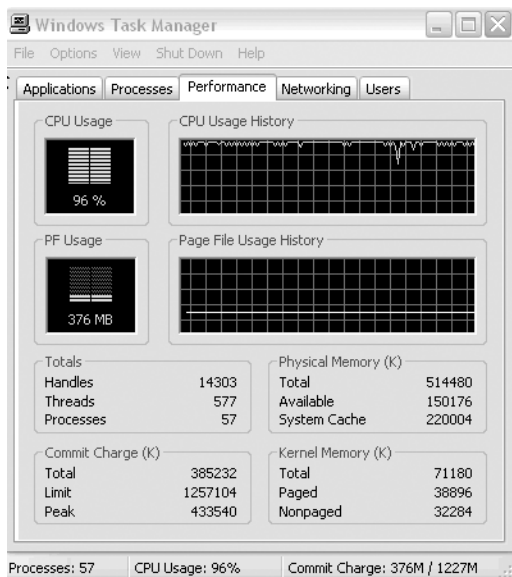 Windows Task Manager
File Options View Shut Down Help
Applications Processes Performance Networking Users
CPU Usage CPU Usage History
96 %
PF Usage Page File Usage History
376 MB
Totals Physical Memory (K)
Handles 14303 Total 514480
Threads 577 Available 150176
Processes 57 System Cache 220004
Commit Charge (K) Kernel Memory (K)
Total 385232 Total 71180
Limit 1257104 Paged 38896
Peak 433540 Nonpaged 32284
Processes: 57 CPU Usage: 96% Commit Charge: 376M / 1227M